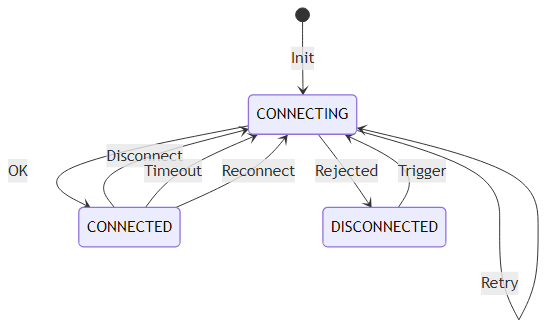 Init
CONNECTING
Disconnect
OK
Timeout
Reconnect
Rejected
Trigger
CONNECTED
DISCONNECTED
Retry